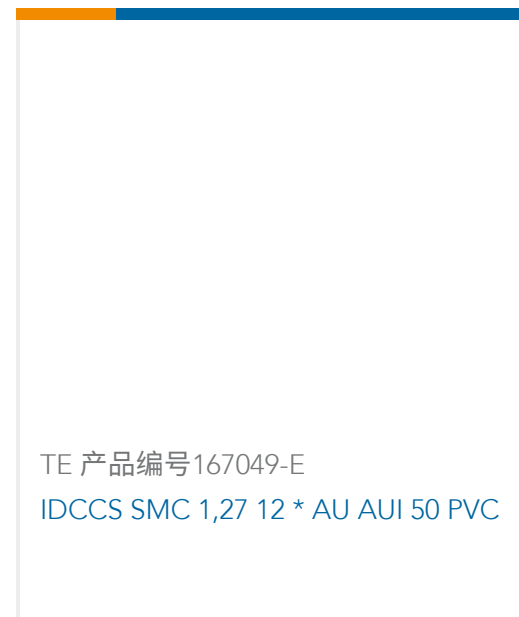 TE 产品编号167049-E
IDCCS SMC 1,27 12 * AU AUI 50 PVC